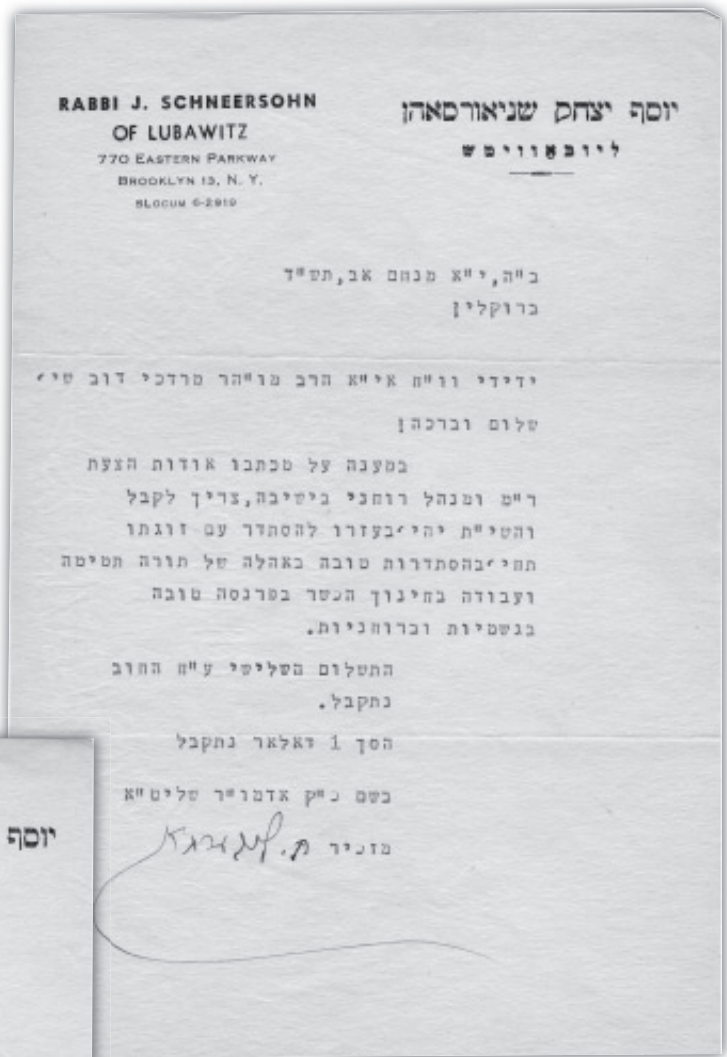 RABBI J. SCHNEERSOHN
OF LUBAWITZ
770 EASTERN PARKWAY
BROOKLYN 13, N. Y.
SLOCUM 6-2919
יוסף יצחק שניאורסאהן
ליובאוויטש
ב"ה, י"א מנחם אב, תש"ד
ברוקלין
ידידי וו"ח אי"א הרב מו"הר מרדכי דוב שי'
שלום וברכה!
במענה על מכתבו אודות הצעת
ר"מ ומנהל רוחני בישיבה, צריך לקבל
והשי"ת יהי' בעזרו להסתדר עם זוגתו
תחי' בהסתדרות טובה באהלה של תורה תמימה
ועבודה בחינוך הכשר בפרנסה טובה
בגשמיות וברוחניות.
התשלום השלישי ע"ח החוב
נתקבל.
הסך 1 דאלאר נתקבל
בשם כ"ק אדמו"ר שליט"א
מזכיר
יוסף